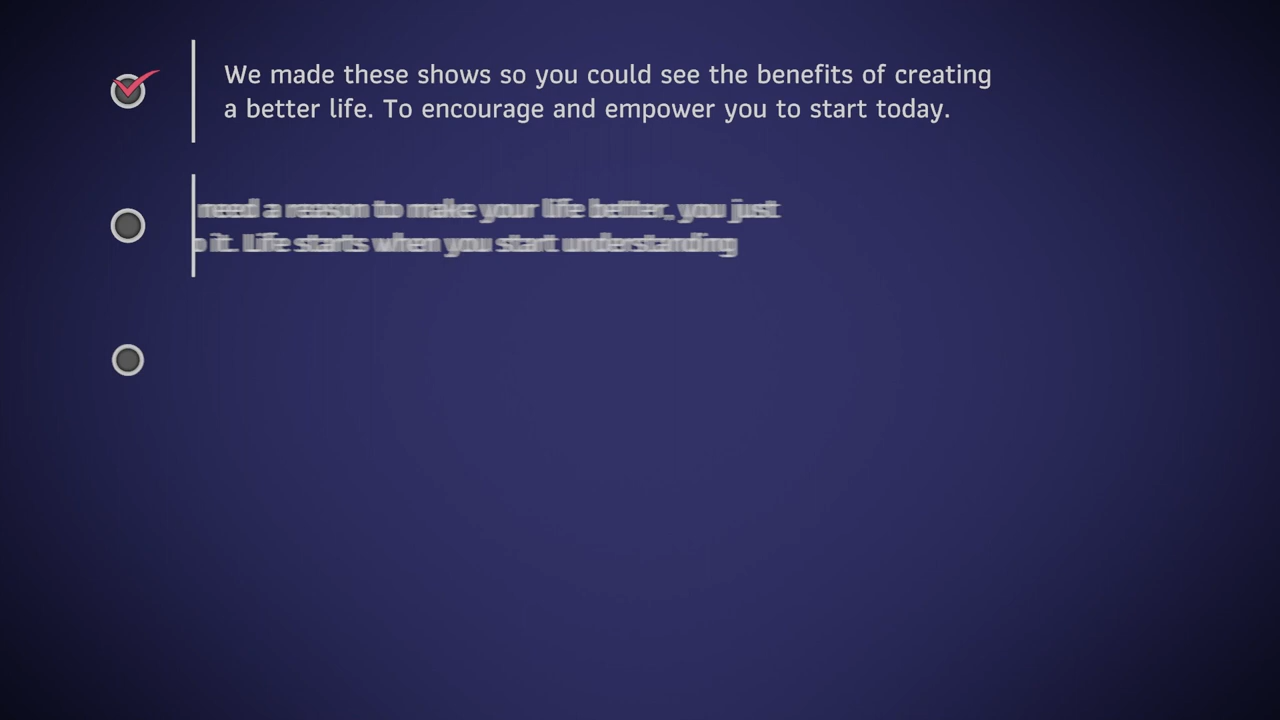 We made these shows so you could see the benefits of creating
a better life. To encourage and empower you to start today.
need a reason to make your life better, you just
it. Life starts when you start understanding